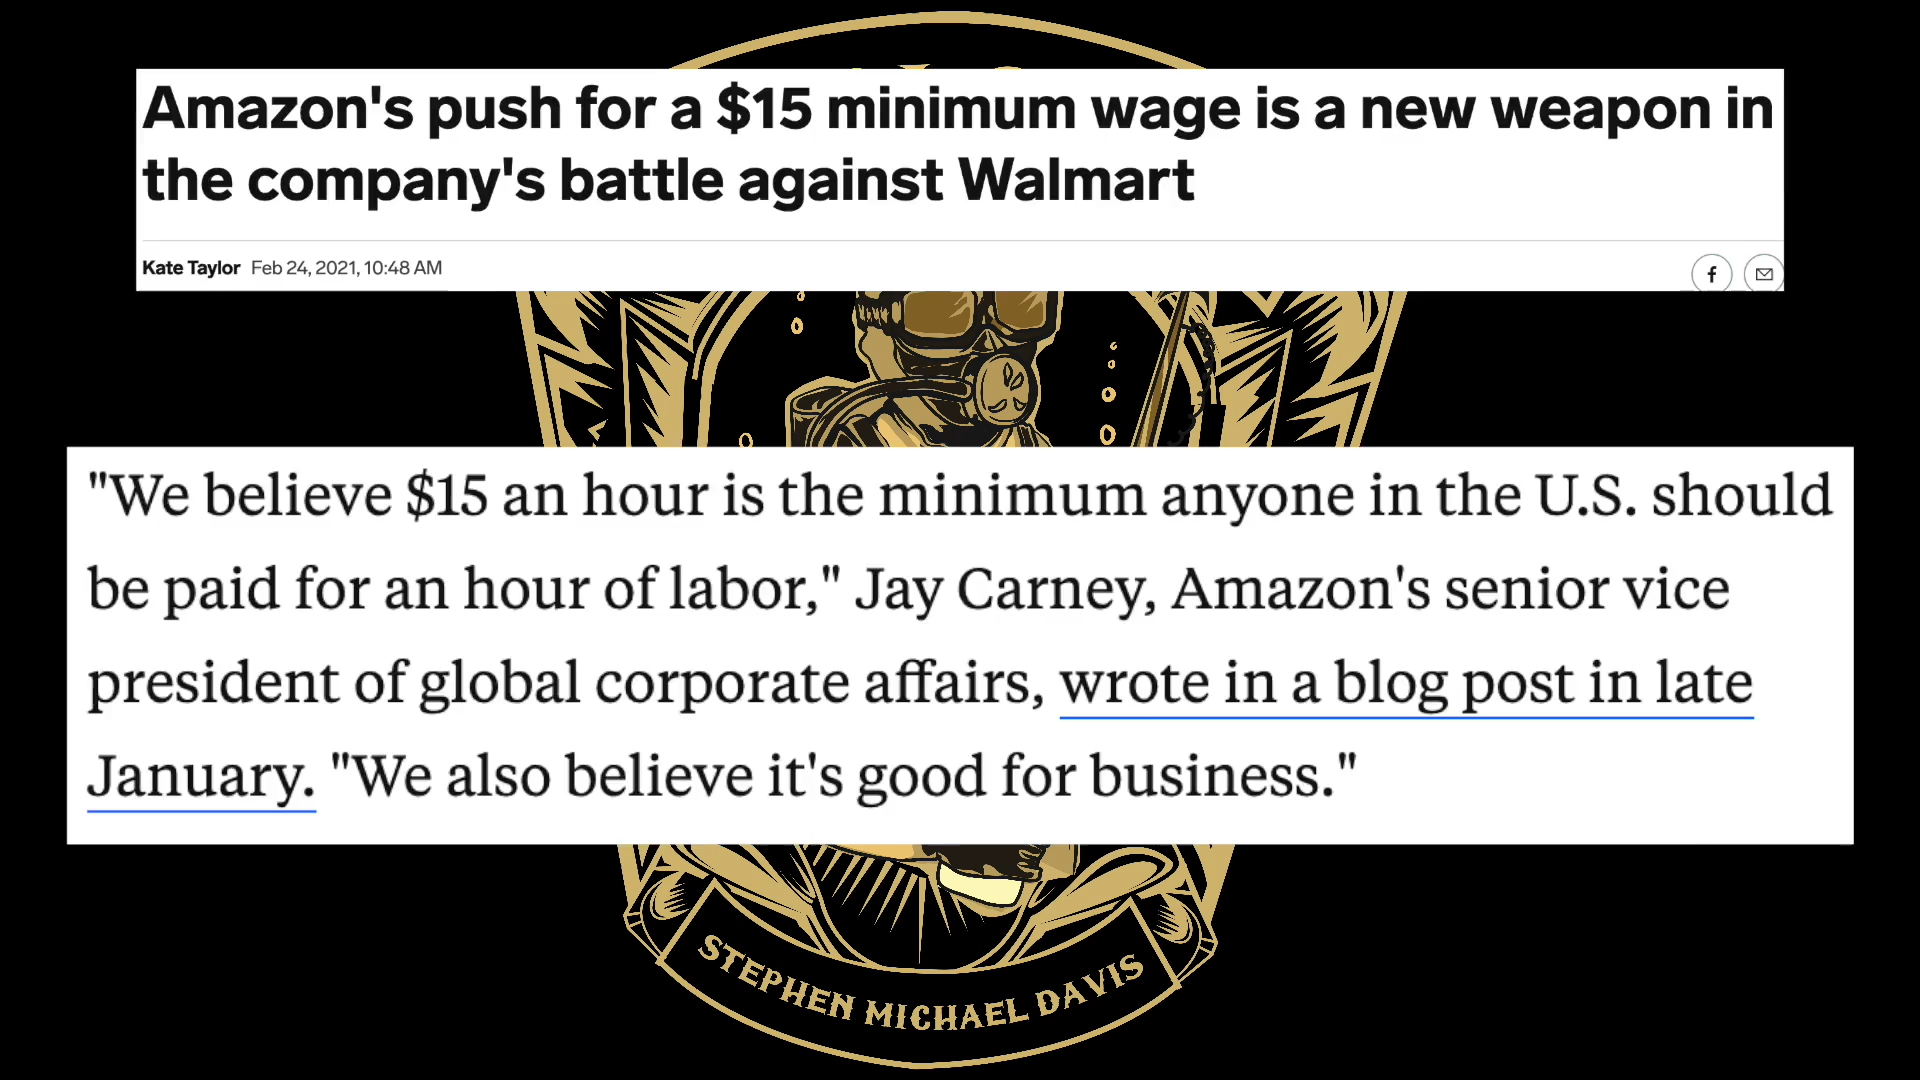 Amazon's push for a $15 minimum wage is a new weapon in
the company's battle against Walmart
Kate Taylor Feb 24, 2021, 10:48 AM
"We believe $15 an hour is the minimum anyone in the U.S. should
be paid for an hour of labor," Jay Carney, Amazon's senior vice
president of global corporate affairs, wrote in a blog post in late
January. "We also believe it's good for business."
STEPHEN MICHAEL DAVIS